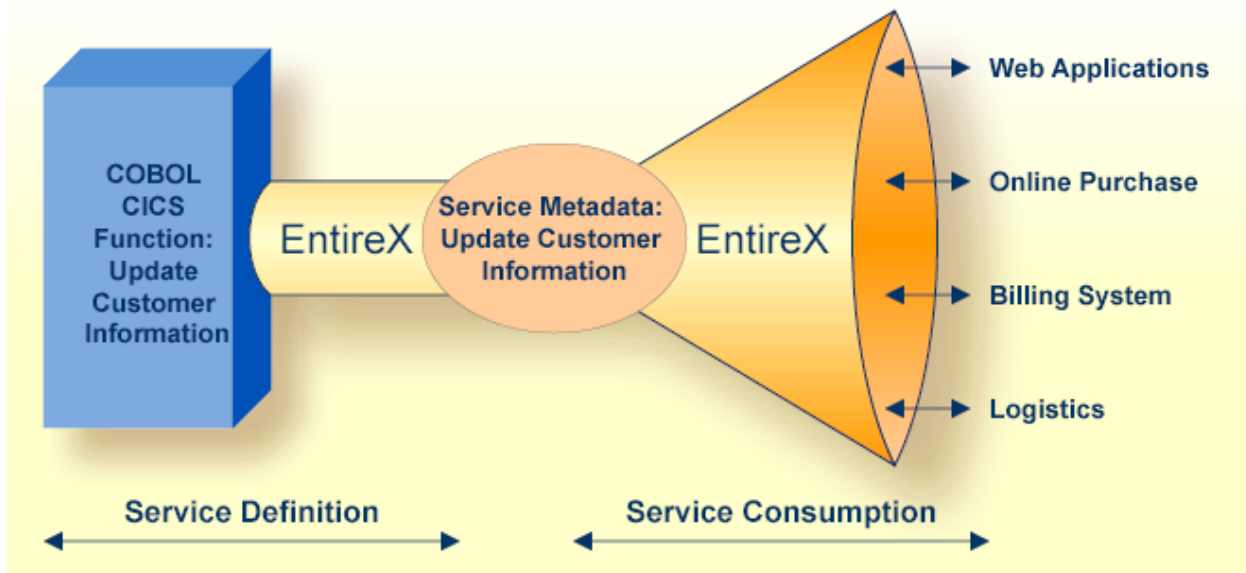 COBOL
CICS
Function:
Update
Customer
Information
EntireX
Service Metadata:
Update Customer
Information
EntireX
Web Applications
Online Purchase
Billing System
Logistics
Service Definition
Service Consumption